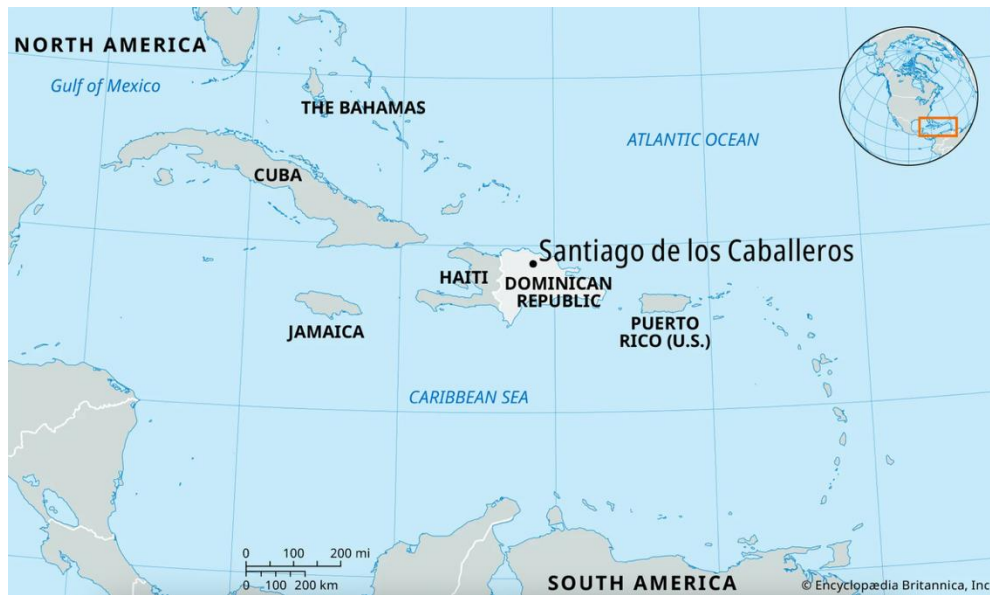 NORTH AMERICA
Gulf of Mexico
THE BAHAMAS
ATLANTIC OCEAN
CUBA
Santiago de los Caballeros
HAITI
DOMINICAN
REPUBLIC
JAMAICA
PUERTO
RICO (U.S.)
CARIBBEAN SEA
0 100 200 mi
0 100 200 km
SOUTH AMERICA
© Encyclopædia Britannica, Inc